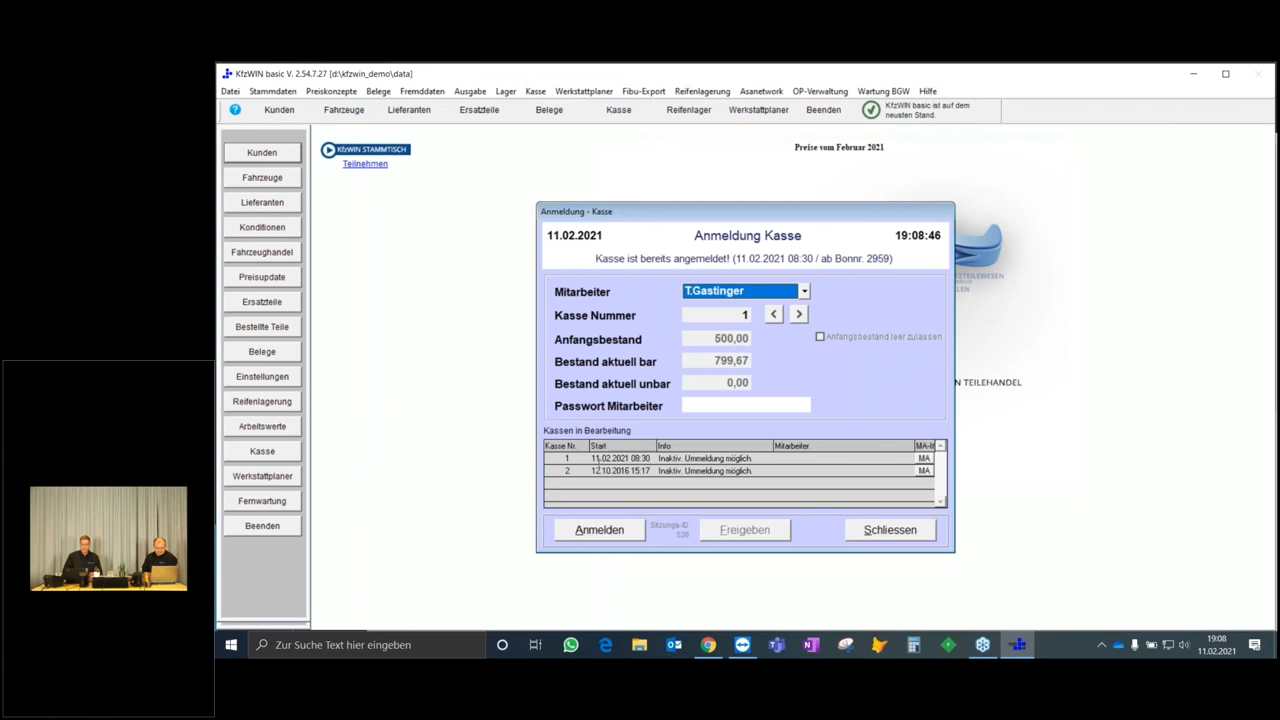 KfzWIN basic V. 2.54.7.27 [d:\kfzwin_demo\data]
Datei Stammdaten Preiskonzepte Belege Fremddaten Ausgabe Lager Kasse Werkstattplaner Fibu-Export Reifenlagerung Asanetwork OP-Verwaltung Wartung BGW Hilfe
Kunden Fahrzeuge Lieferanten Ersatzteile Belege Kasse Reifenlager Werkstattplaner Beenden
KfzWIN basic ist auf dem
neusten Stand.
Kunden
Fahrzeuge
Lieferanten
Konditionen
Fahrzeughandel
Preisupdate
Ersatzteile
Bestellte Teile
Belege
Einstellungen
Reifenlagerung
Arbeitswerte
Kasse
Werkstattplaner
Fernwartung
Beenden
KfzWIN STAMMTISCH
Teilnehmen
Preise vom Februar 2021
Anmeldung - Kasse
11.02.2021 Anmeldung Kasse 19:08:46
Kasse ist bereits angemeldet! (11.02.2021 08:30 / ab Bonnr. 2959)
Mitarbeiter T.Gastinger
Kasse Nummer 1 < >
Anfangsbestand 500,00 Anfangsbestand leer zulassen
Bestand aktuell bar 799,67
Bestand aktuell unbar 0,00
Passwort Mitarbeiter
Kassen in Bearbeitung
Kasse Nr. Start Info Mitarbeiter
1 11.02.2021 08:30 Inaktiv. Ummeldung möglich. MA
2 12.10.2016 15:17 Inaktiv. Ummeldung möglich. MA
Anmelden Sitzungs-ID
530 Freigeben Schliessen
TZTEILEWESEN
LEN
N TEILEHANDEL
Zur Suche Text hier eingeben
19:08
11.02.2021